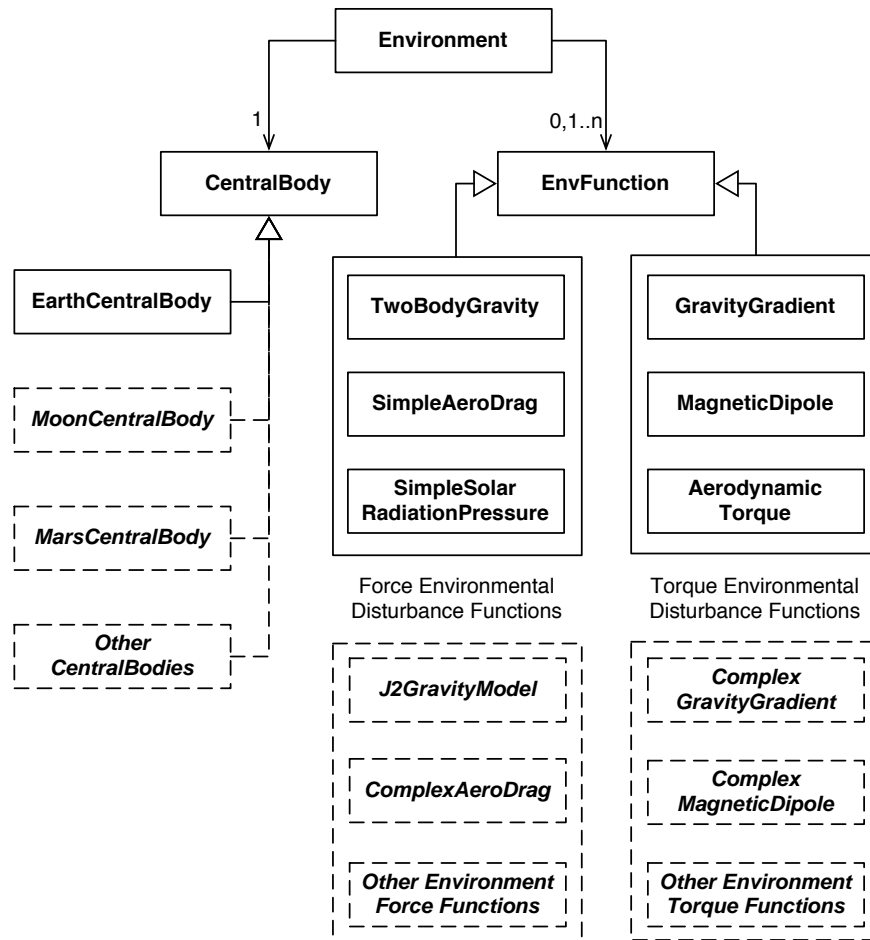 Environment
1
0,1..n
CentralBody
EnvFunction
EarthCentralBody
MoonCentralBody
MarsCentralBody
Other
CentralBodies
TwoBodyGravity
SimpleAeroDrag
SimpleSolar
RadiationPressure
Force Environmental
Disturbance Functions
J2GravityModel
ComplexAeroDrag
Other Environment
Force Functions
GravityGradient
MagneticDipole
Aerodynamic
Torque
Torque Environmental
Disturbance Functions
Complex
GravityGradient
Complex
MagneticDipole
Other Environment
Torque Functions